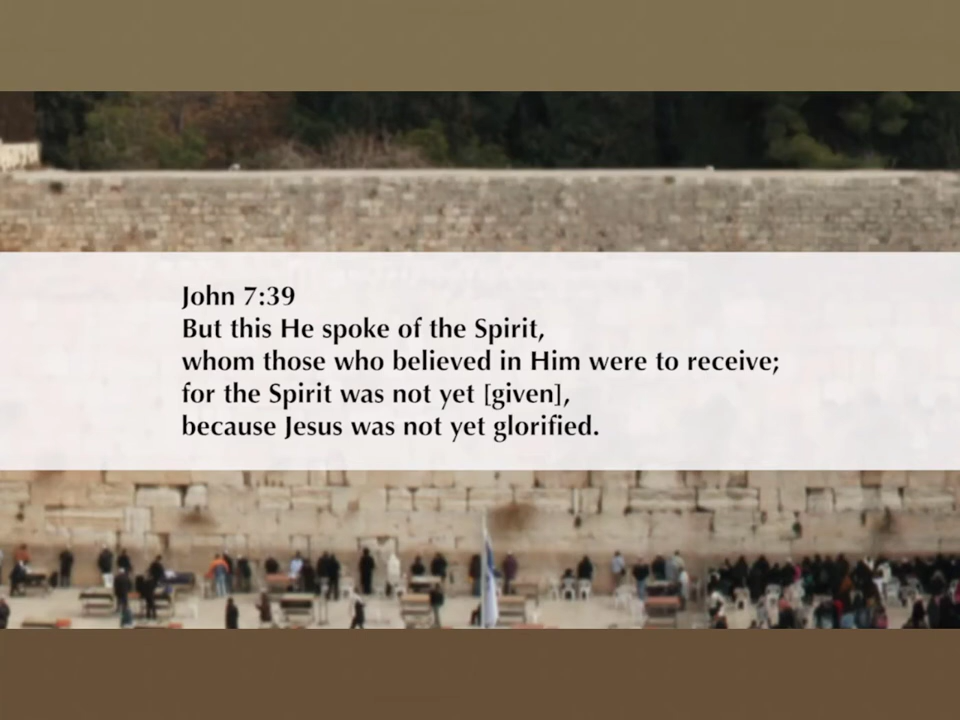 John 7:39
But this He spoke of the Spirit,
whom those who believed in Him were to receive;
for the Spirit was not yet [given],
because Jesus was not yet glorified.